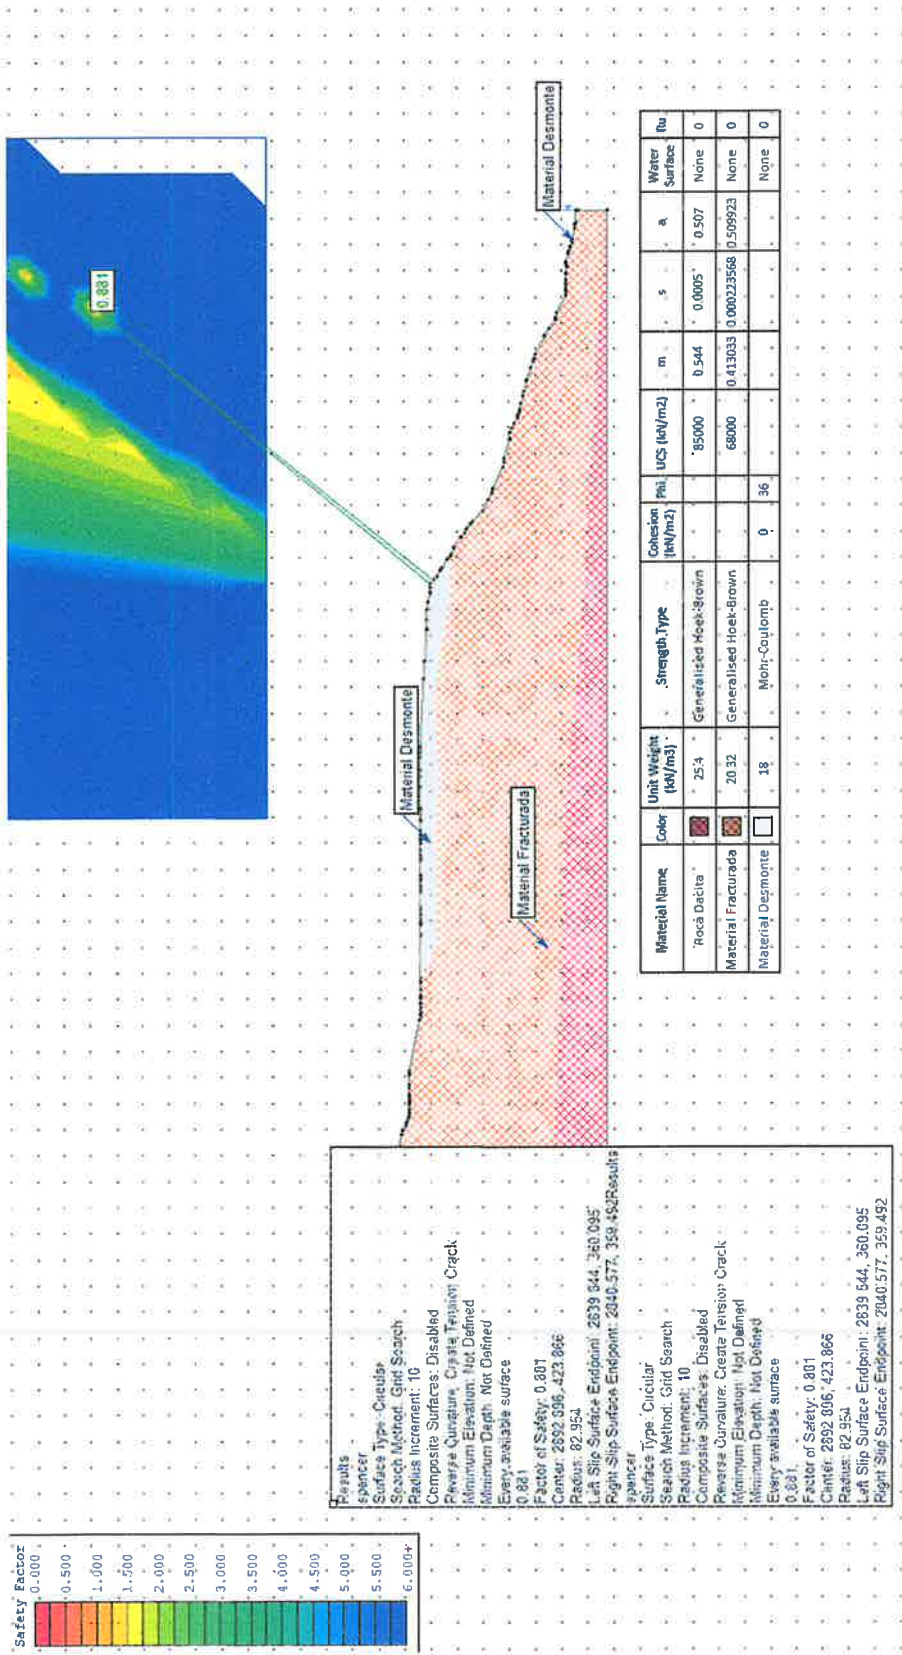 Safety Factor
0.000
0.500
1.000
1.500
2.000
2.500
3.000
3.500
4.000
4.500
5.000
5.500
6.000+
0.881
Material Desmonte
Material Desmonte
Material Fracturada
Results
spencer
Surface Type: Circular
Search Method: Grid Search
Radius Increment: 10
Composite Surfaces: Disabled
Reverse Curvature: Create Tension Crack
Minimum Elevation: Not Defined
Minimum Depth: Not Defined
Every available surface
0.881
Factor of Safety: 0.881
Center: 2892.896, 423.866
Radius: 82.954
Left Slip Surface Endpoint: 2839.844, 360.095
Right Slip Surface Endpoint: 2840.577, 359.492Results
spencer
Surface Type: Circular
Search Method: Grid Search
Radius Increment: 10
Composite Surfaces: Disabled
Reverse Curvature: Create Tension Crack
Minimum Elevation: Not Defined
Minimum Depth: Not Defined
Every available surface
0.881
Factor of Safety: 0.881
Center: 2892.896, 423.866
Radius: 82.954
Left Slip Surface Endpoint: 2839.844, 360.095
Right Slip Surface Endpoint: 2840.577, 359.492
Material Name Color Unit Weight (kN/m3) Strength Type Cohesion (kN/m2) Phi UCS (kN/m2) m s a Water Surface Ru
Roca Dacita 25.4 Generalised Hoek-Brown 85000 0.544 0.0005 0.507 None 0
Material Fracturada 20.32 Generalised Hoek-Brown 68000 0.413033 0.000223568 0.509923 None 0
Material Desmonte 18 Mohr-Coulomb 0 36 None 0